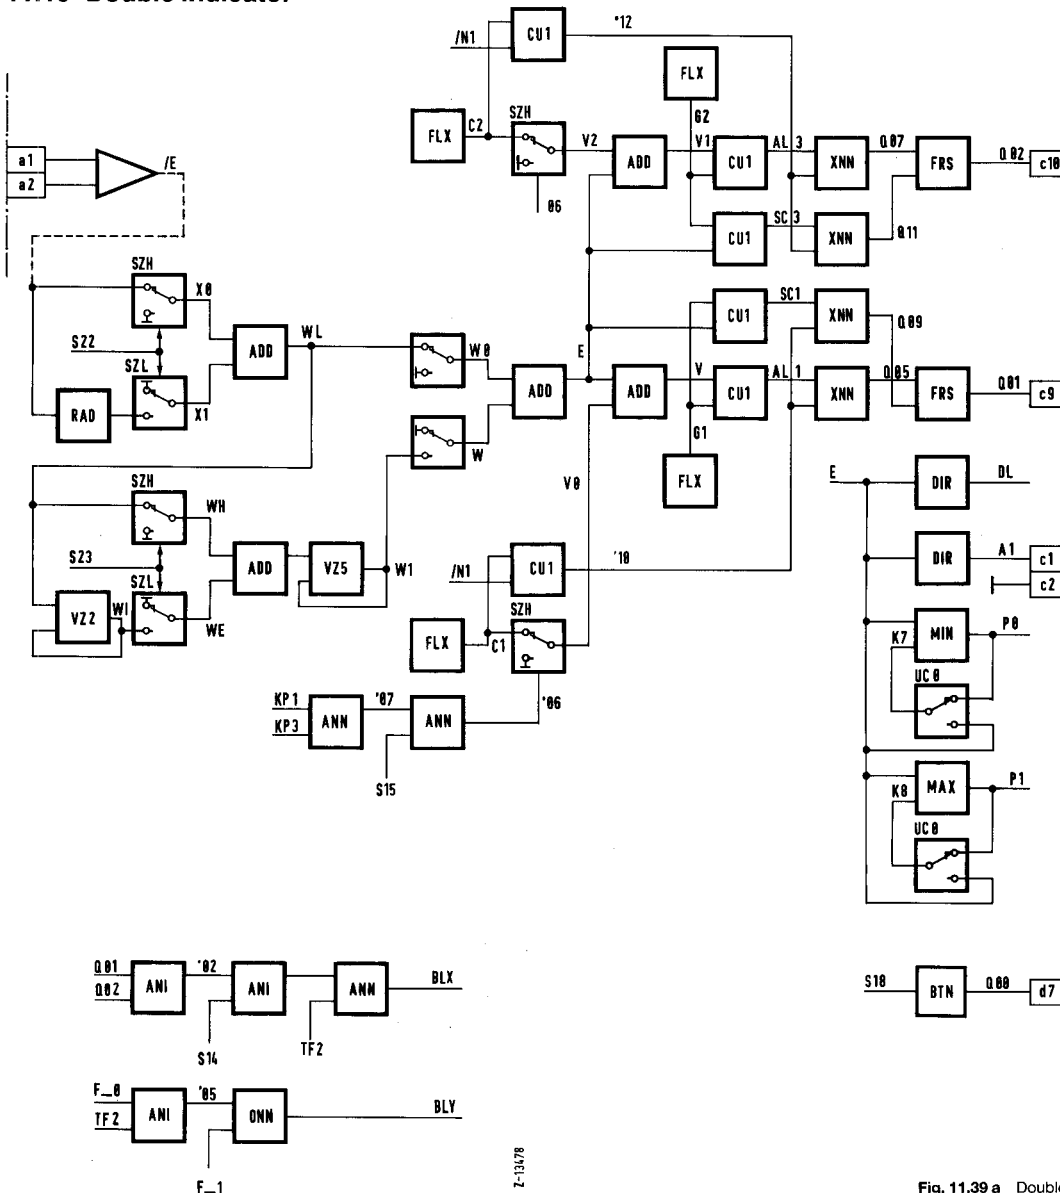 Double Indicator
/N1
CU1
'12
FLX
C2
SZH
FLX
G2
a1
a2
/E
V2
ADD
V1
CU1
AL 3
XNN
Q07
FRS
Q02
c10
06
CU1
SC 3
XNN
Q11
SZH
X0
S22
SZL
X1
RAD
ADD
WL
W0
W
ADD
E
CU1
SC1
XNN
Q09
ADD
V
CU1
AL 1
XNN
Q05
FRS
Q01
c9
G1
FLX
V0
E
DIR
DL
DIR
A1
c1
c2
SZH
WH
S23
SZL
WE
VZ2
WI
ADD
VZ5
W1
/N1
CU1
'10
SZH
FLX
C1
'06
KP1
KP3
ANN
'07
ANN
S15
K7
MIN
P0
UC0
K8
MAX
P1
UC0
Q01
Q02
ANI
'02
ANI
S14
ANN
TF2
BLX
S10
BTN
Q00
d7
F_0
TF2
ANI
'05
ONN
F_1
BLY
Z-13478
Fig. 11.39 a Double